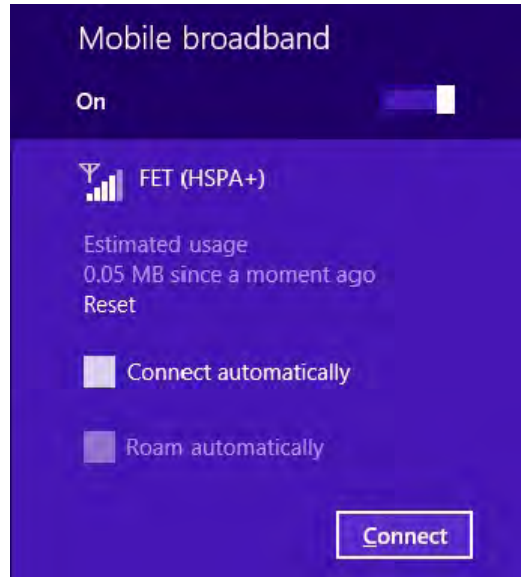 Mobile broadband
On
FET (HSPA+)
Estimated usage
0.05 MB since a moment ago
Reset
Connect automatically
Roam automatically
Connect